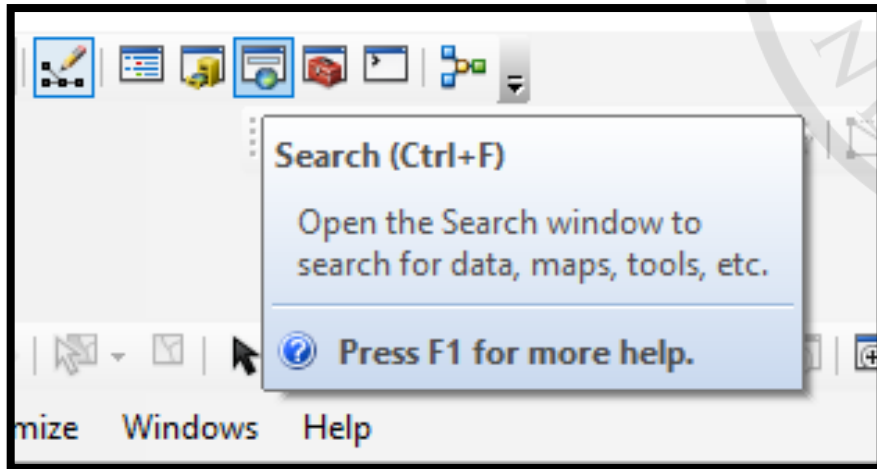 Search (Ctrl+F)
Open the Search window to
search for data, maps, tools, etc.
Press F1 for more help.
Windows Help